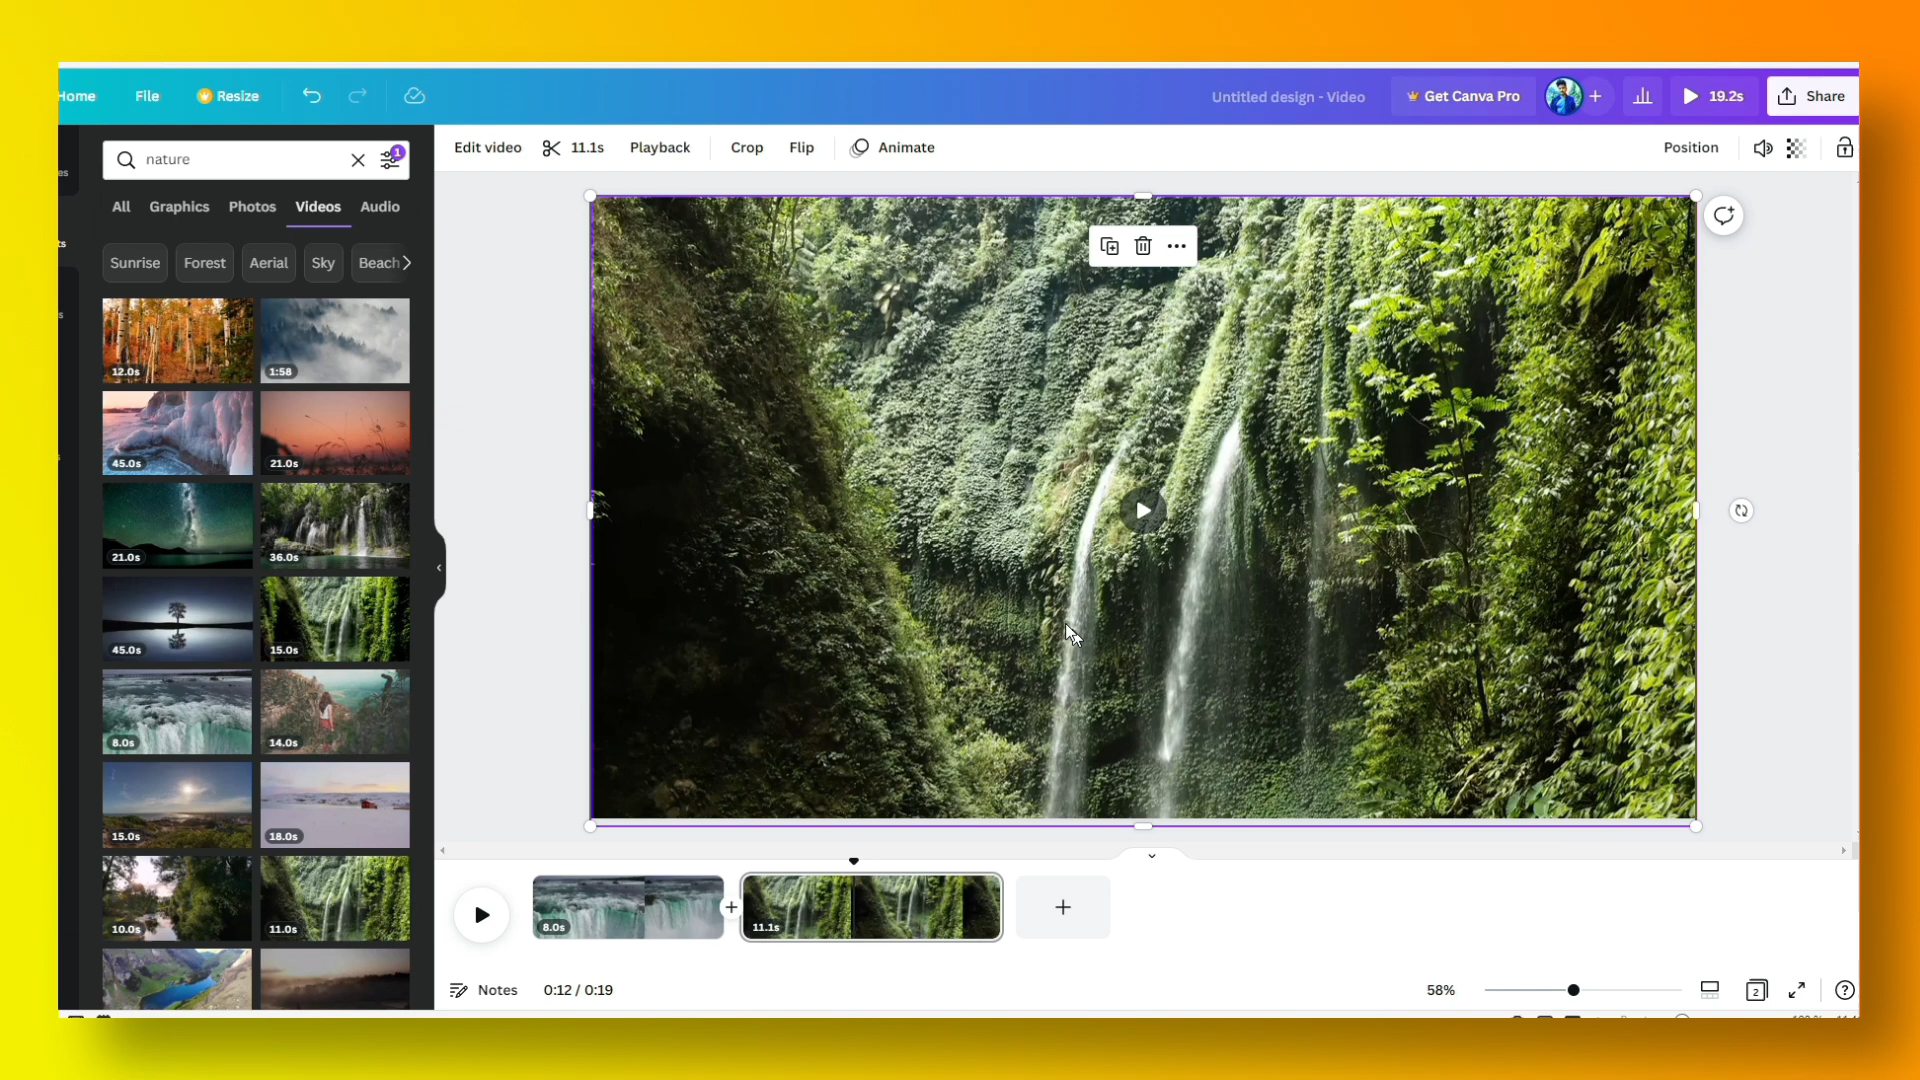 Home File Resize Untitled design - Video Get Canva Pro 19.2s Share
nature 1
Edit video 11.1s Playback Crop Flip Animate Position
All Graphics Photos Videos Audio
Sunrise Forest Aerial Sky Beach
12.0s 1:58
45.0s 21.0s
21.0s 36.0s
45.0s 15.0s
8.0s 14.0s
15.0s 18.0s
10.0s 11.0s
8.0s 11.1s
Notes 0:12 / 0:19 58% 2 ?